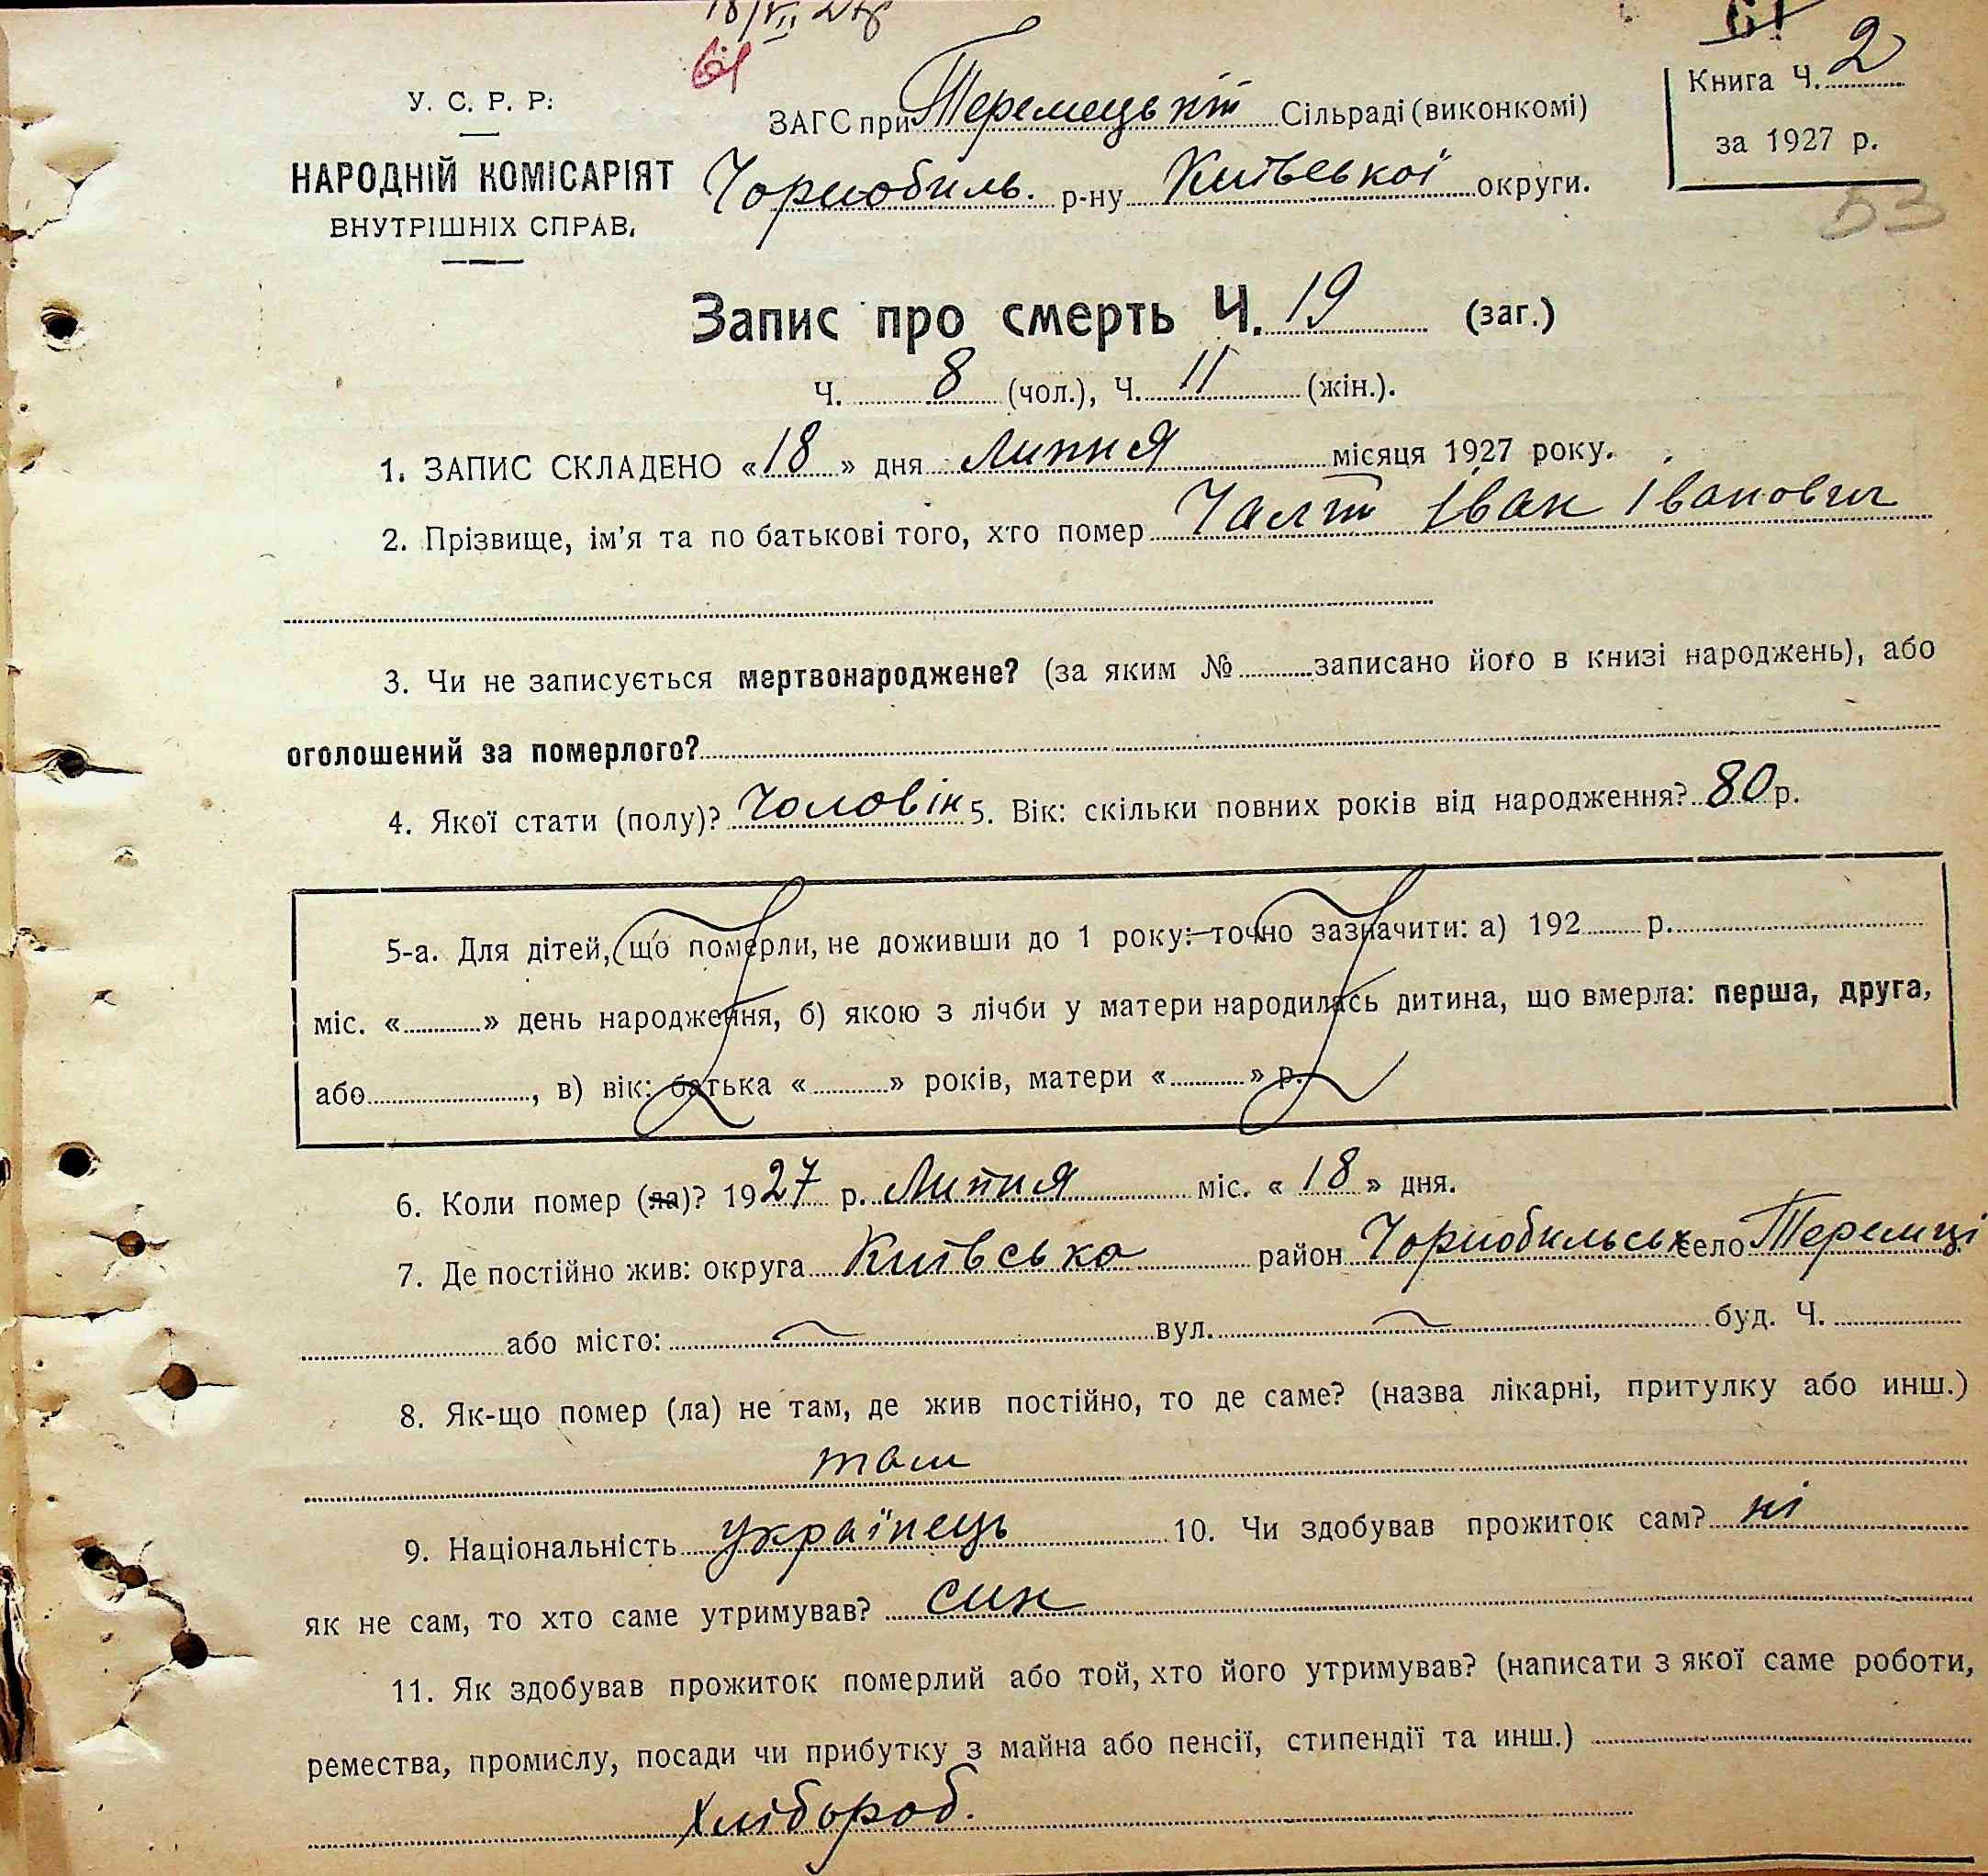 61
У. С. Р. Р.
НАРОДНІЙ КОМІСАРІЯТ
ВНУТРІШНІХ СПРАВ.
ЗАГС при Теремецькій Сільраді (виконкомі)
Чорнобиль. р-ну Київської округи.
Книга Ч. 2
за 1927 р.
53
Запис про смерть Ч. 19 (заг.)
Ч. 8 (чол.), Ч. 11 (жін.).
1. ЗАПИС СКЛАДЕНО «18» дня Липня місяця 1927 року.
2. Прізвище, ім'я та по батькові того, хто помер Іван Іванович
3. Чи не записується мертвонароджене? (за яким № записано його в книзі народжень), або
оголошений за померлого?
4. Якої стати (полу)? Чоловік 5. Вік: скільки повних років від народження? 80 р.
5-а. Для дітей, що померли, не доживши до 1 року: точно зазначити: а) 192 р.
міс. « » день народження, б) якою з лічби у матери народилась дитина, що вмерла: перша, друга,
або , в) вік: батька « » років, матери « » р.
6. Коли помер (ла)? 1927 р. Липня міс. «18» дня.
7. Де постійно жив: округа Київська район Чорнобильськ село Теремці
або місто: вул. буд. Ч.
8. Як-що помер (ла) не там, де жив постійно, то де саме? (назва лікарні, притулку або инш.)
там
9. Національність українець 10. Чи здобував прожиток сам? ні
як не сам, то хто саме утримував? син
11. Як здобував прожиток померлий або той, хто його утримував? (написати з якої саме роботи,
ремества, промислу, посади чи прибутку з майна або пенсії, стипендії та инш.)
Хлібороб.